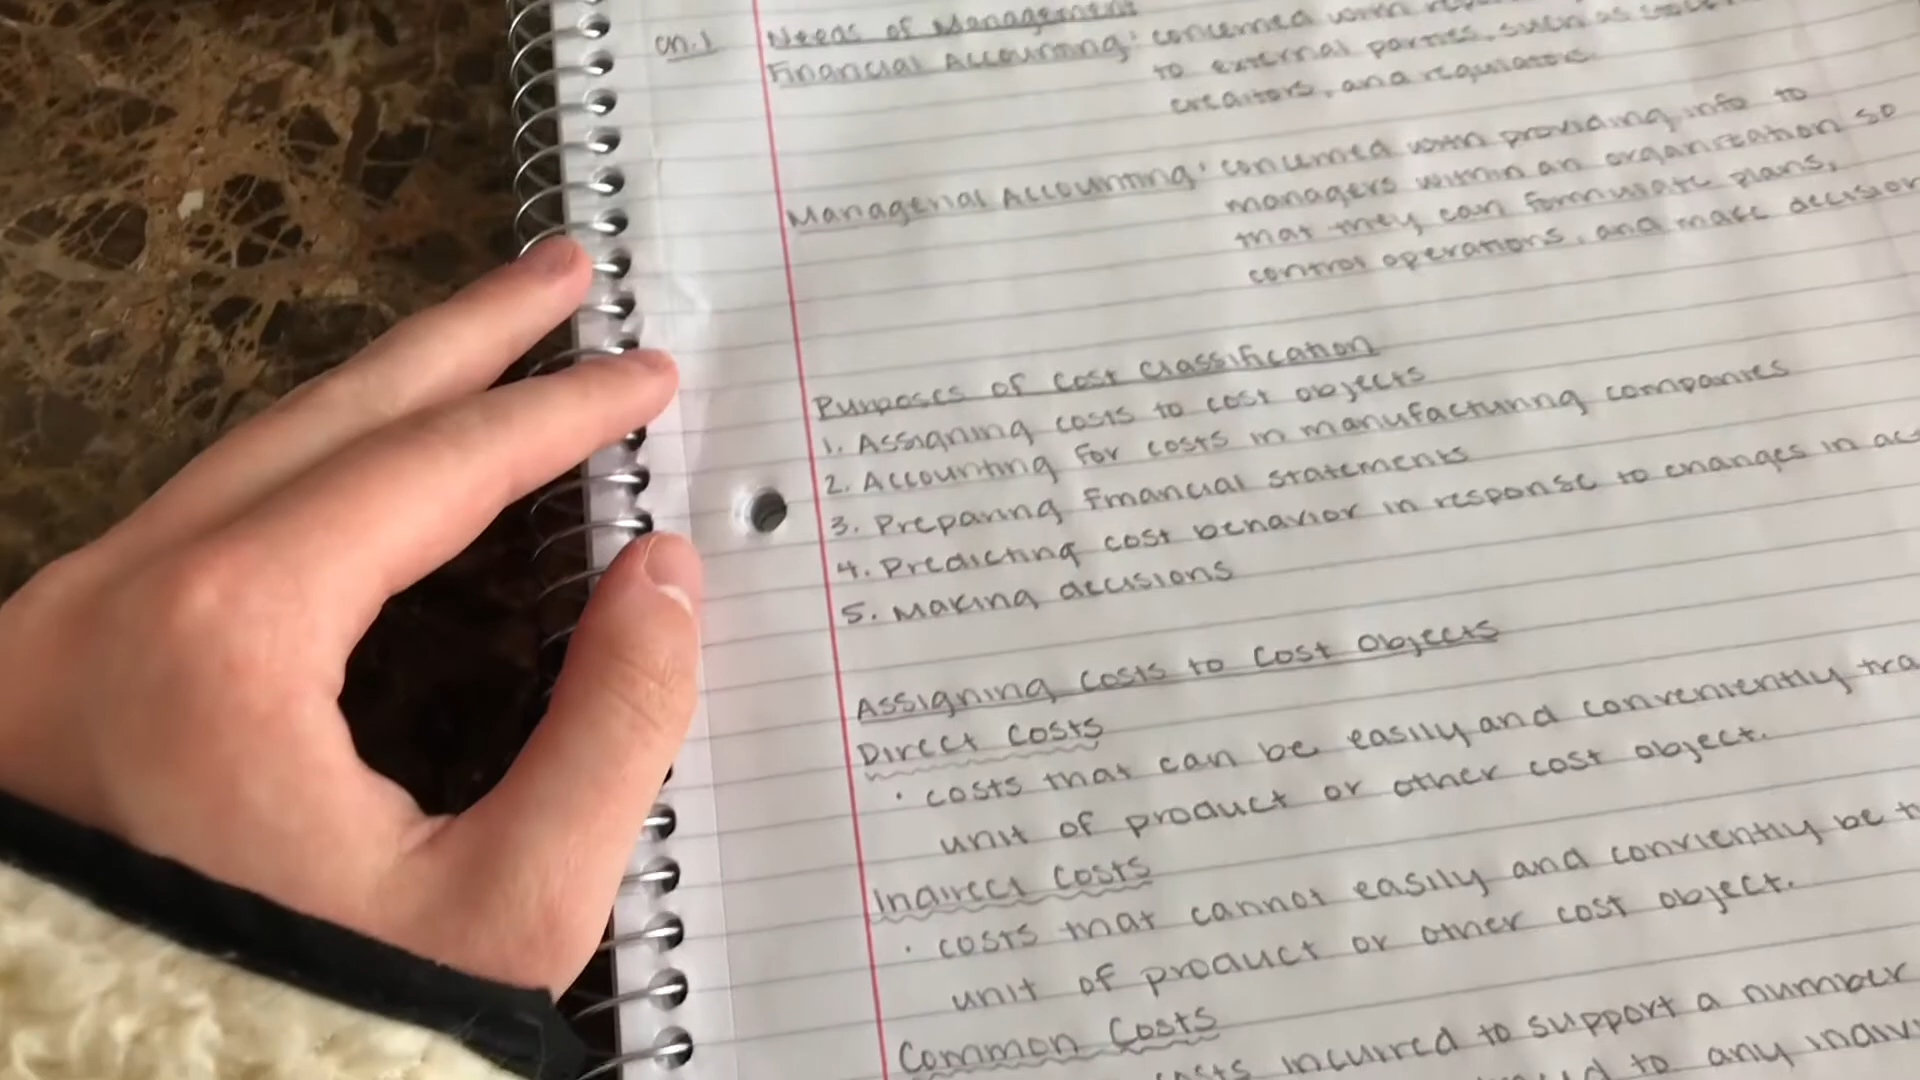 Ch.1 Needs of Management
Financial Accounting: concerned with
to external parties, such as
creditors, and regulators.
Managerial Accounting: concerned with providing info to
managers within an organization so
that they can formulate plans,
control operations, and make decision
Purposes of Cost Classification
1. Assigning costs to cost objects
2. Accounting for costs in manufacturing companies
3. Preparing financial statements
4. Predicting cost behavior in response to changes in ac
5. Making decisions
Assigning Costs to Cost Objects
Direct Costs
· costs that can be easily and conveniently tra
unit of product or other cost object.
Indirect Costs
· costs that cannot easily and conviently be t
unit of product or other cost object.
Common Costs
costs incurred to support a number
to any indiv